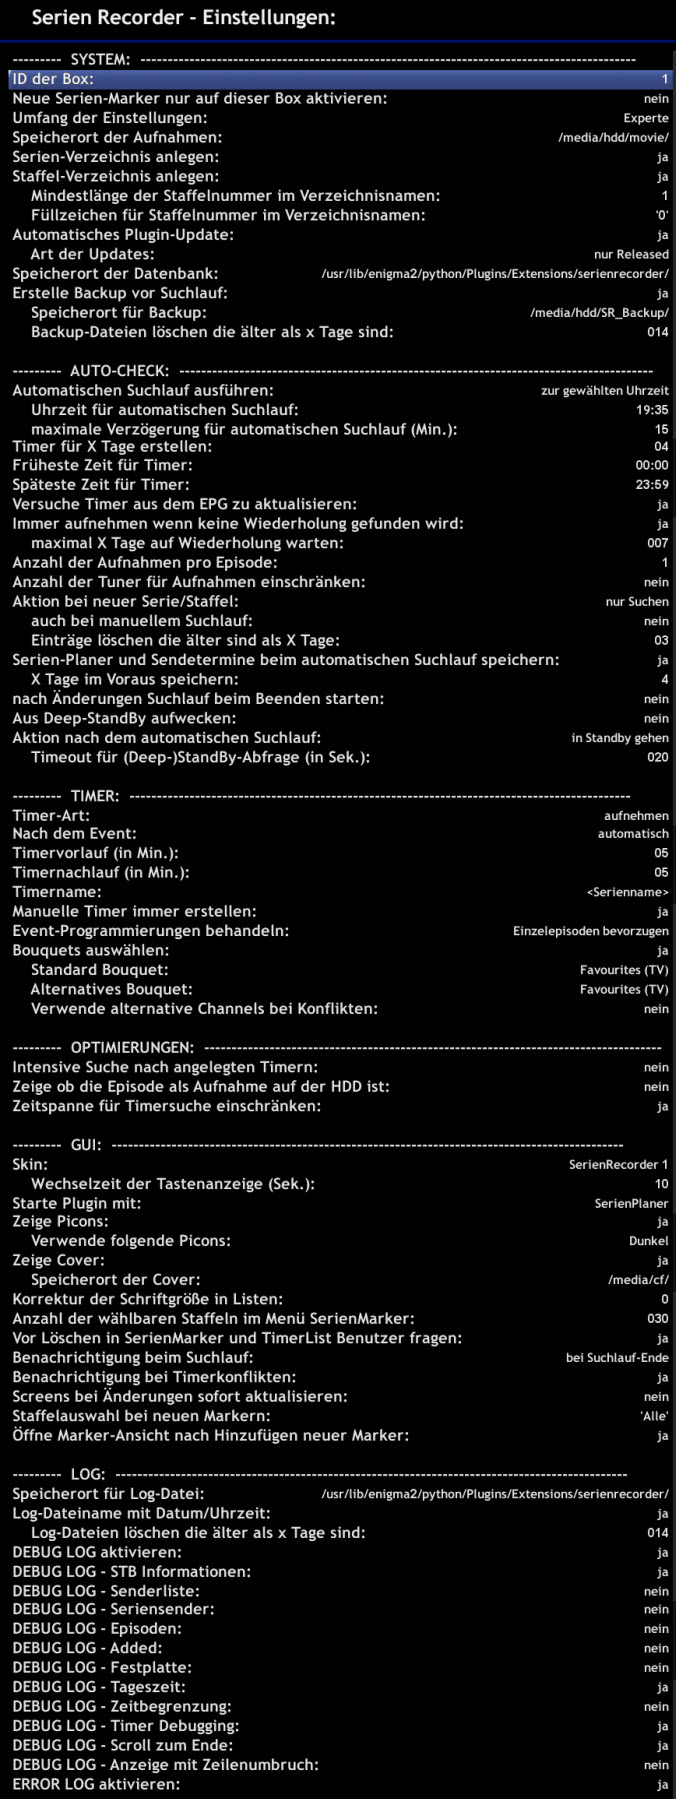 Serien Recorder - Einstellungen:
--------- SYSTEM: --------------------------------------------------------------------------------------------
ID der Box: 1
Neue Serien-Marker nur auf dieser Box aktivieren: nein
Umfang der Einstellungen: Experte
Speicherort der Aufnahmen: /media/hdd/movie/
Serien-Verzeichnis anlegen: ja
Staffel-Verzeichnis anlegen: ja
Mindestlänge der Staffelnummer im Verzeichnisnamen: 1
Füllzeichen für Staffelnummer im Verzeichnisnamen: '0'
Automatisches Plugin-Update: ja
Art der Updates: nur Released
Speicherort der Datenbank: /usr/lib/enigma2/python/Plugins/Extensions/serienrecorder/
Erstelle Backup vor Suchlauf: ja
Speicherort für Backup: /media/hdd/SR_Backup/
Backup-Dateien löschen die älter als x Tage sind: 014
--------- AUTO-CHECK: ----------------------------------------------------------------------------------------
Automatischen Suchlauf ausführen: zur gewählten Uhrzeit
Uhrzeit für automatischen Suchlauf: 19:35
maximale Verzögerung für automatischen Suchlauf (Min.): 15
Timer für X Tage erstellen: 04
Früheste Zeit für Timer: 00:00
Späteste Zeit für Timer: 23:59
Versuche Timer aus dem EPG zu aktualisieren: ja
Immer aufnehmen wenn keine Wiederholung gefunden wird: ja
maximal X Tage auf Wiederholung warten: 007
Anzahl der Aufnahmen pro Episode: 1
Anzahl der Tuner für Aufnahmen einschränken: nein
Aktion bei neuer Serie/Staffel: nur Suchen
auch bei manuellem Suchlauf: nein
Einträge löschen die älter sind als X Tage: 03
Serien-Planer und Sendetermine beim automatischen Suchlauf speichern: ja
X Tage im Voraus speichern: 4
nach Änderungen Suchlauf beim Beenden starten: nein
Aus Deep-StandBy aufwecken: nein
Aktion nach dem automatischen Suchlauf: in Standby gehen
Timeout für (Deep-)StandBy-Abfrage (in Sek.): 020
--------- TIMER: ---------------------------------------------------------------------------------------------
Timer-Art: aufnehmen
Nach dem Event: automatisch
Timervorlauf (in Min.): 05
Timernachlauf (in Min.): 05
Timername: <Serienname>
Manuelle Timer immer erstellen: ja
Event-Programmierungen behandeln: Einzelepisoden bevorzugen
Bouquets auswählen: ja
Standard Bouquet: Favourites (TV)
Alternatives Bouquet: Favourites (TV)
Verwende alternative Channels bei Konflikten: nein
--------- OPTIMIERUNGEN: -------------------------------------------------------------------------------------
Intensive Suche nach angelegten Timern: nein
Zeige ob die Episode als Aufnahme auf der HDD ist: nein
Zeitspanne für Timersuche einschränken: ja
--------- GUI: -----------------------------------------------------------------------------------------------
Skin: SerienRecorder 1
Wechselzeit der Tastenanzeige (Sek.): 10
Starte Plugin mit: SerienPlaner
Zeige Picons: ja
Verwende folgende Picons: Dunkel
Zeige Cover: ja
Speicherort der Cover: /media/cf/
Korrektur der Schriftgröße in Listen: 0
Anzahl der wählbaren Staffeln im Menü SerienMarker: 030
Vor Löschen in SerienMarker und TimerList Benutzer fragen: ja
Benachrichtigung beim Suchlauf: bei Suchlauf-Ende
Benachrichtigung bei Timerkonflikten: ja
Screens bei Änderungen sofort aktualisieren: nein
Staffelauswahl bei neuen Markern: 'Alle'
Öffne Marker-Ansicht nach Hinzufügen neuer Marker: ja
--------- LOG: -----------------------------------------------------------------------------------------------
Speicherort für Log-Datei: /usr/lib/enigma2/python/Plugins/Extensions/serienrecorder/
Log-Dateiname mit Datum/Uhrzeit: ja
Log-Dateien löschen die älter als x Tage sind: 014
DEBUG LOG aktivieren: ja
DEBUG LOG - STB Informationen: ja
DEBUG LOG - Senderliste: nein
DEBUG LOG - Seriensender: nein
DEBUG LOG - Episoden: nein
DEBUG LOG - Added: nein
DEBUG LOG - Festplatte: nein
DEBUG LOG - Tageszeit: ja
DEBUG LOG - Zeitbegrenzung: nein
DEBUG LOG - Timer Debugging: ja
DEBUG LOG - Scroll zum Ende: ja
DEBUG LOG - Anzeige mit Zeilenumbruch: nein
ERROR LOG aktivieren: ja